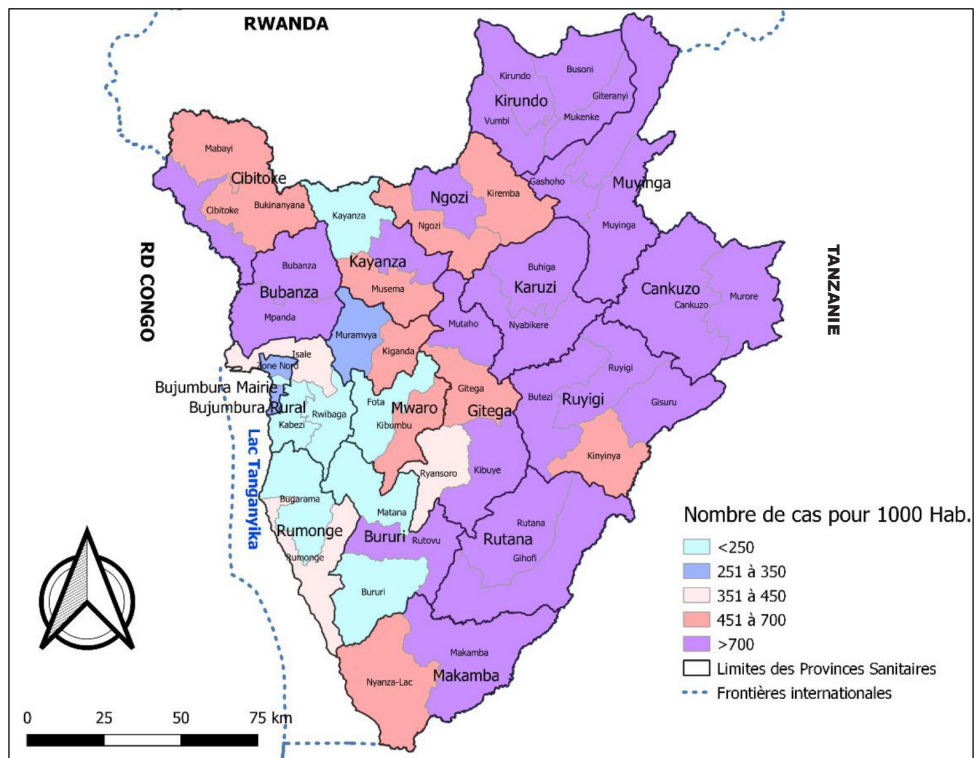 RWANDA
Kirundo
Busoni
Kirundo
Giteranyi
Vumbi
Mukenke
Mabayi
Cibitoke
Bukinanyana
Cibitoke
Kayanza
Ngozi
Kiremba
Ngozi
Gashoho
Muyinga
Muyinga
RD CONGO
Bubanza
Bubanza
Mpanda
Kayanza
Musema
Buhiga
Karuzi
Nyabikere
Cankuzo
Cankuzo
Murore
TANZANIE
Muramvya
Kiganda
Mutaho
Isale
Zone Nord
Bujumbura Mairie
Bujumbura Rural
Rwibaga
Kabezi
Fota
Mwaro
Kibumbu
Gitega
Gitega
Ruyigi
Butezi
Ruyigi
Gisuru
Kinyinya
Lac Tanganyika
Ryansoro
Kibuye
Bugarama
Matana
Rumonge
Rumonge
Bururi
Rutovu
Bururi
Rutana
Rutana
Gihofi
Makamba
Makamba
Nyanza-Lac
Nombre de cas pour 1000 Hab.
<250
251 à 350
351 à 450
451 à 700
>700
Limites des Provinces Sanitaires
Frontières internationales
0 25 50 75 km